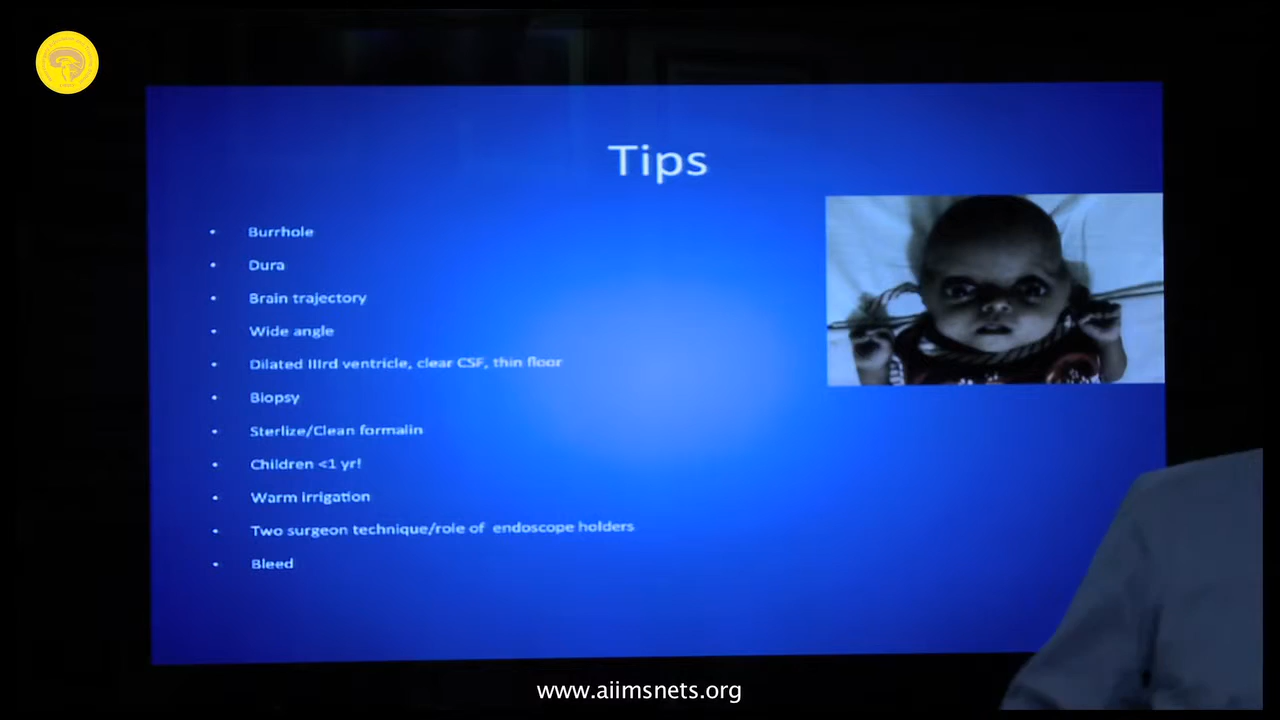 Tips
• Burrhole
• Dura
• Brain trajectory
• Wide angle
• Dilated IIIrd ventricle, clear CSF, thin floor
• Biopsy
• Sterlize/Clean formalin
• Children <1 yr!
• Warm irrigation
• Two surgeon technique/role of endoscope holders
• Bleed
www.aiimsnets.org